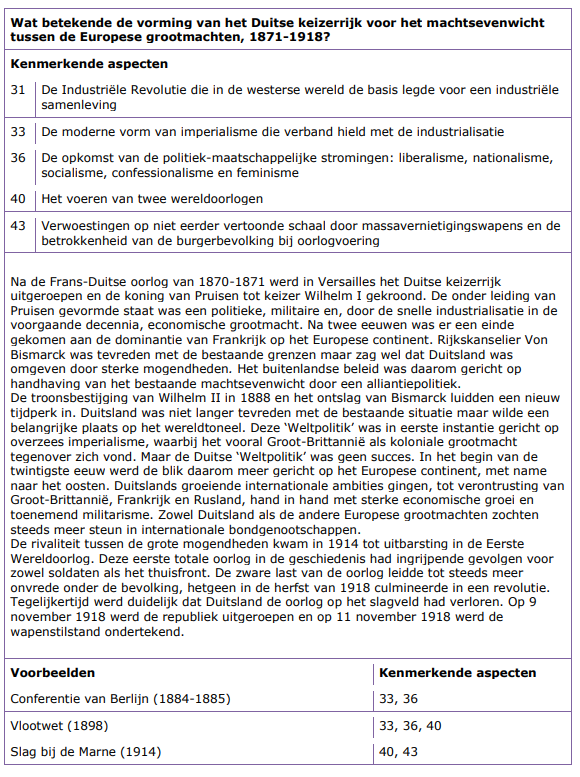 Wat betekende de vorming van het Duitse keizerrijk voor het machtsevenwicht
tussen de Europese grootmachten, 1871-1918?
Kenmerkende aspecten
31 De Industriële Revolutie die in de westerse wereld de basis legde voor een industriële
samenleving
33 De moderne vorm van imperialisme die verband hield met de industrialisatie
36 De opkomst van de politiek-maatschappelijke stromingen: liberalisme, nationalisme,
socialisme, confessionalisme en feminisme
40 Het voeren van twee wereldoorlogen
43 Verwoestingen op niet eerder vertoonde schaal door massavernietigingswapens en de
betrokkenheid van de burgerbevolking bij oorlogvoering
Na de Frans-Duitse oorlog van 1870-1871 werd in Versailles het Duitse keizerrijk
uitgeroepen en de koning van Pruisen tot keizer Wilhelm I gekroond. De onder leiding van
Pruisen gevormde staat was een politieke, militaire en, door de snelle industrialisatie in de
voorgaande decennia, economische grootmacht. Na twee eeuwen was er een einde
gekomen aan de dominantie van Frankrijk op het Europese continent. Rijkskanselier Von
Bismarck was tevreden met de bestaande grenzen maar zag wel dat Duitsland was
omgeven door sterke mogendheden. Het buitenlandse beleid was daarom gericht op
handhaving van het bestaande machtsevenwicht door een alliantiepolitiek.
De troonsbestijging van Wilhelm II in 1888 en het ontslag van Bismarck luidden een nieuw
tijdperk in. Duitsland was niet langer tevreden met de bestaande situatie maar wilde een
belangrijke plaats op het wereldtoneel. Deze ‘Weltpolitik’ was in eerste instantie gericht op
overzees imperialisme, waarbij het vooral Groot-Brittannië als koloniale grootmacht
tegenover zich vond. Maar de Duitse ‘Weltpolitik’ was geen succes. In het begin van de
twintigste eeuw werd de blik daarom meer gericht op het Europese continent, met name
naar het oosten. Duitslands groeiende internationale ambities gingen, tot verontrusting van
Groot-Brittannië, Frankrijk en Rusland, hand in hand met sterke economische groei en
toenemend militarisme. Zowel Duitsland als de andere Europese grootmachten zochten
steeds meer steun in internationale bondgenootschappen.
De rivaliteit tussen de grote mogendheden kwam in 1914 tot uitbarsting in de Eerste
Wereldoorlog. Deze eerste totale oorlog in de geschiedenis had ingrijpende gevolgen voor
zowel soldaten als het thuisfront. De zware last van de oorlog leidde tot steeds meer
onvrede onder de bevolking, hetgeen in de herfst van 1918 culmineerde in een revolutie.
Tegelijkertijd werd duidelijk dat Duitsland de oorlog op het slagveld had verloren. Op 9
november 1918 werd de republiek uitgeroepen en op 11 november 1918 werd de
wapenstilstand ondertekend.
Voorbeelden Kenmerkende aspecten
Conferentie van Berlijn (1884-1885) 33, 36
Vlootwet (1898) 33, 36, 40
Slag bij de Marne (1914) 40, 43